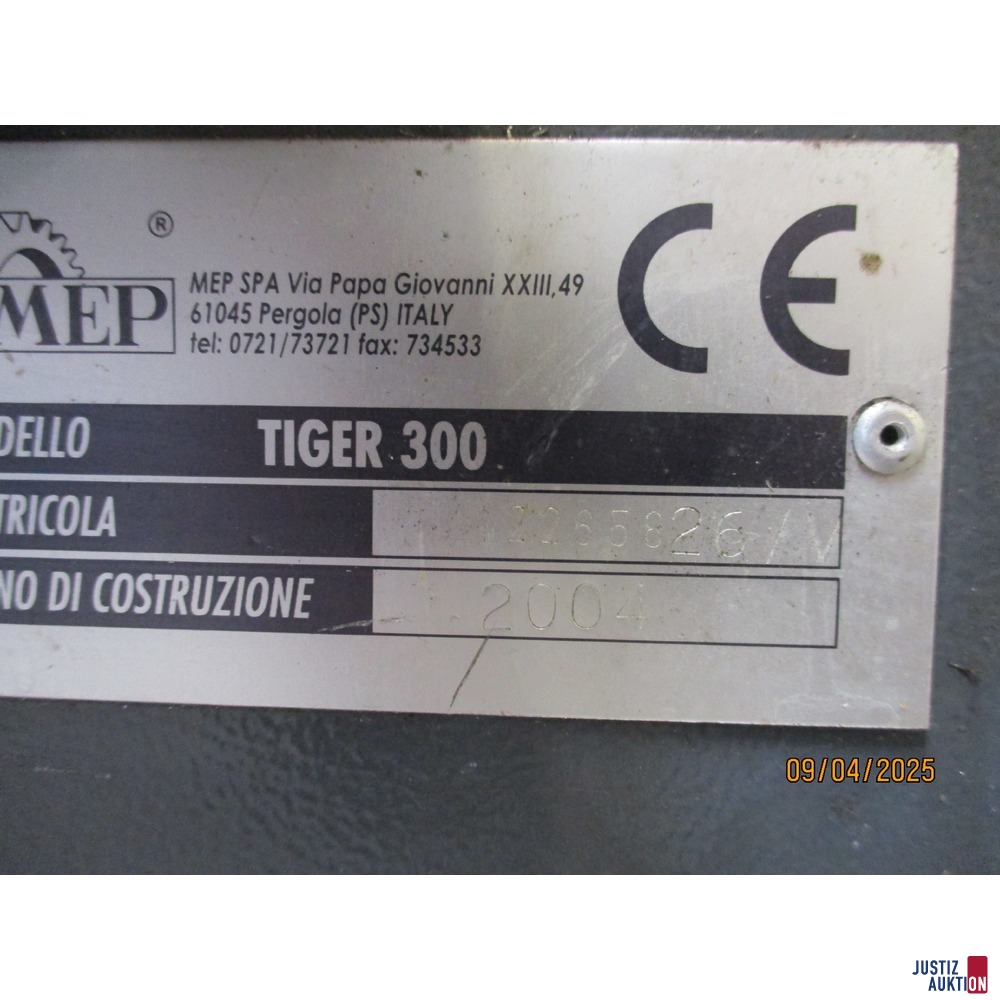 ®
MEP
MEP SPA Via Papa Giovanni XXIII,49
61045 Pergola (PS) ITALY
tel: 0721/73721 fax: 734533
CE
DELLO TIGER 300
TRICOLA
NO DI COSTRUZIONE 2004
09/04/2025
JUSTIZ
AUKTION